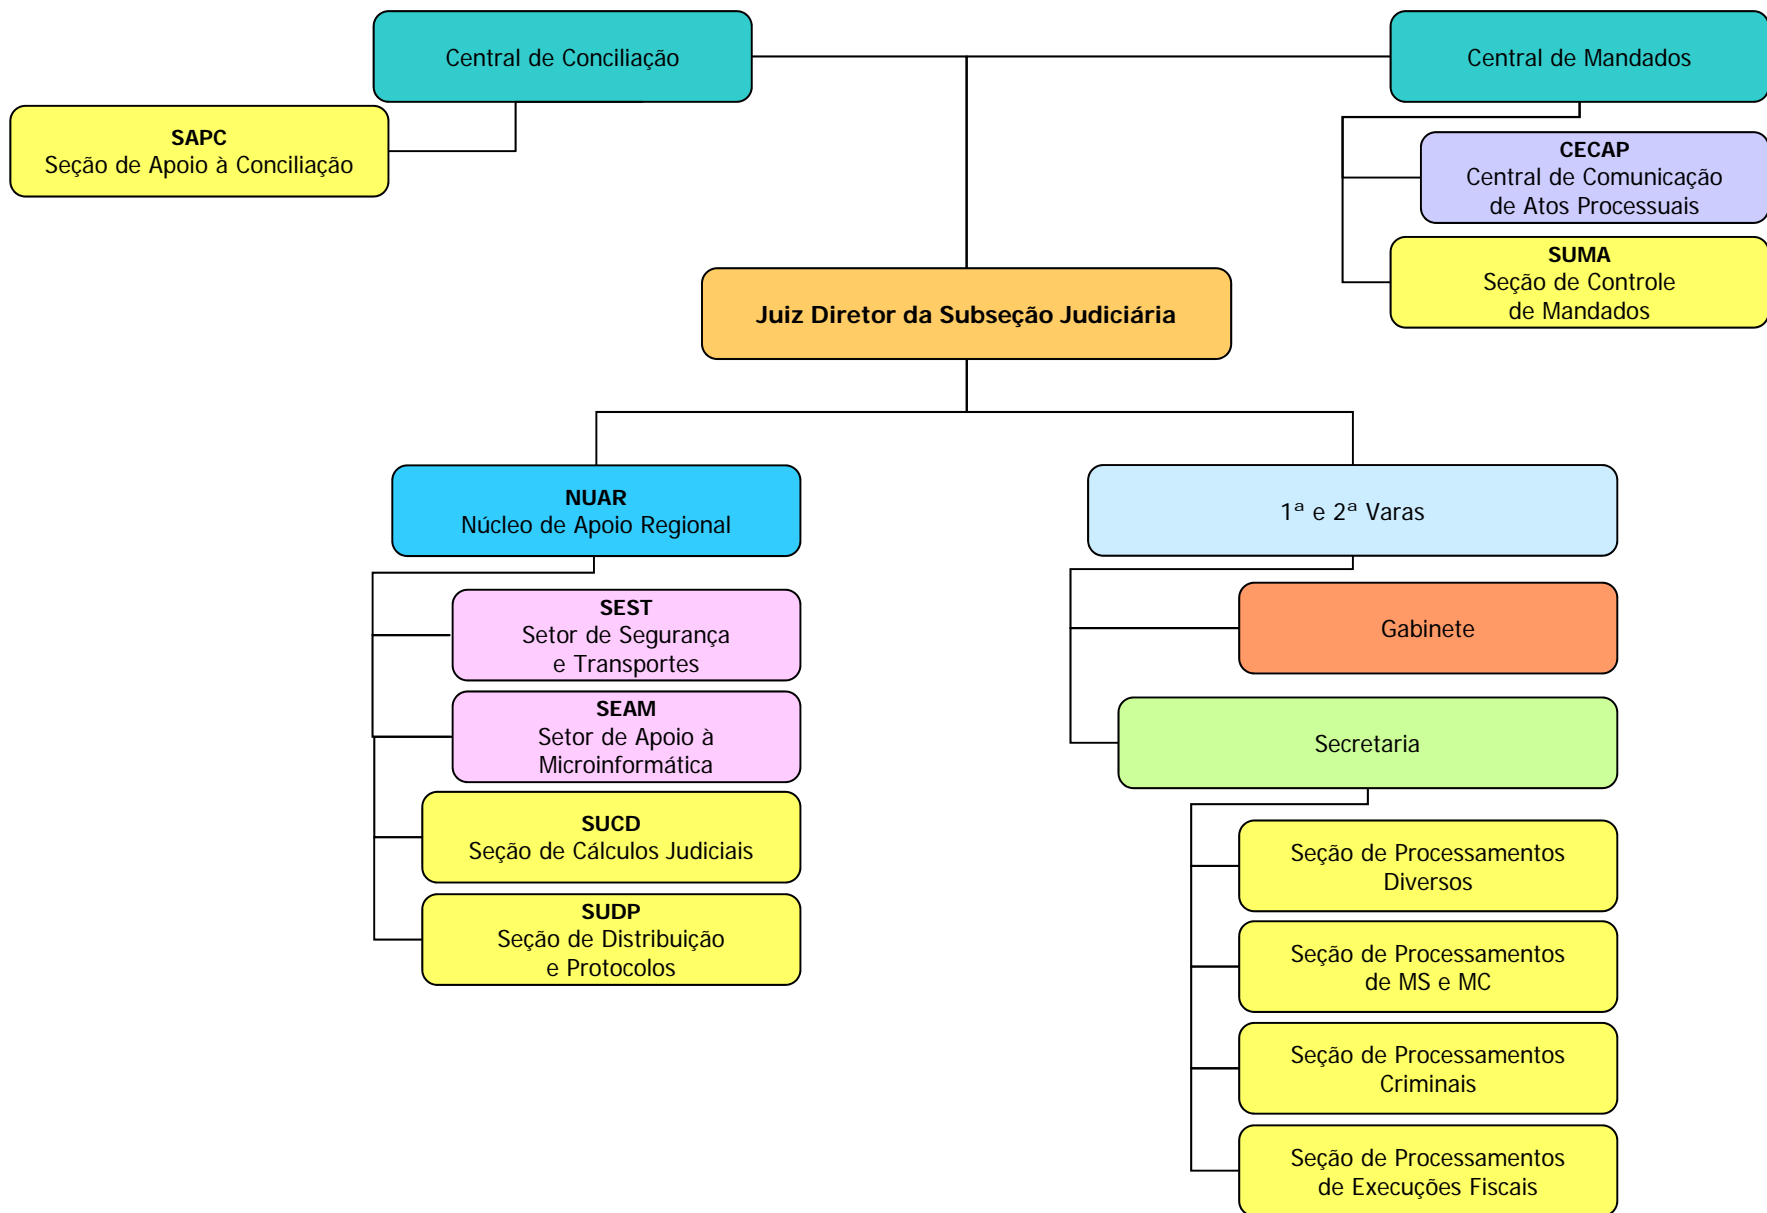 Central de Conciliação
Central de Mandados
SAPC
Seção de Apoio à Conciliação
CECAP
Central de Comunicação
de Atos Processuais
SUMA
Seção de Controle
de Mandados
Juiz Diretor da Subseção Judiciária
NUAR
Núcleo de Apoio Regional
SEST
Setor de Segurança
e Transportes
SEAM
Setor de Apoio à
Microinformática
SUCD
Seção de Cálculos Judiciais
SUDP
Seção de Distribuição
e Protocolos
1ª e 2ª Varas
Gabinete
Secretaria
Seção de Processamentos
Diversos
Seção de Processamentos
de MS e MC
Seção de Processamentos
Criminais
Seção de Processamentos
de Execuções Fiscais